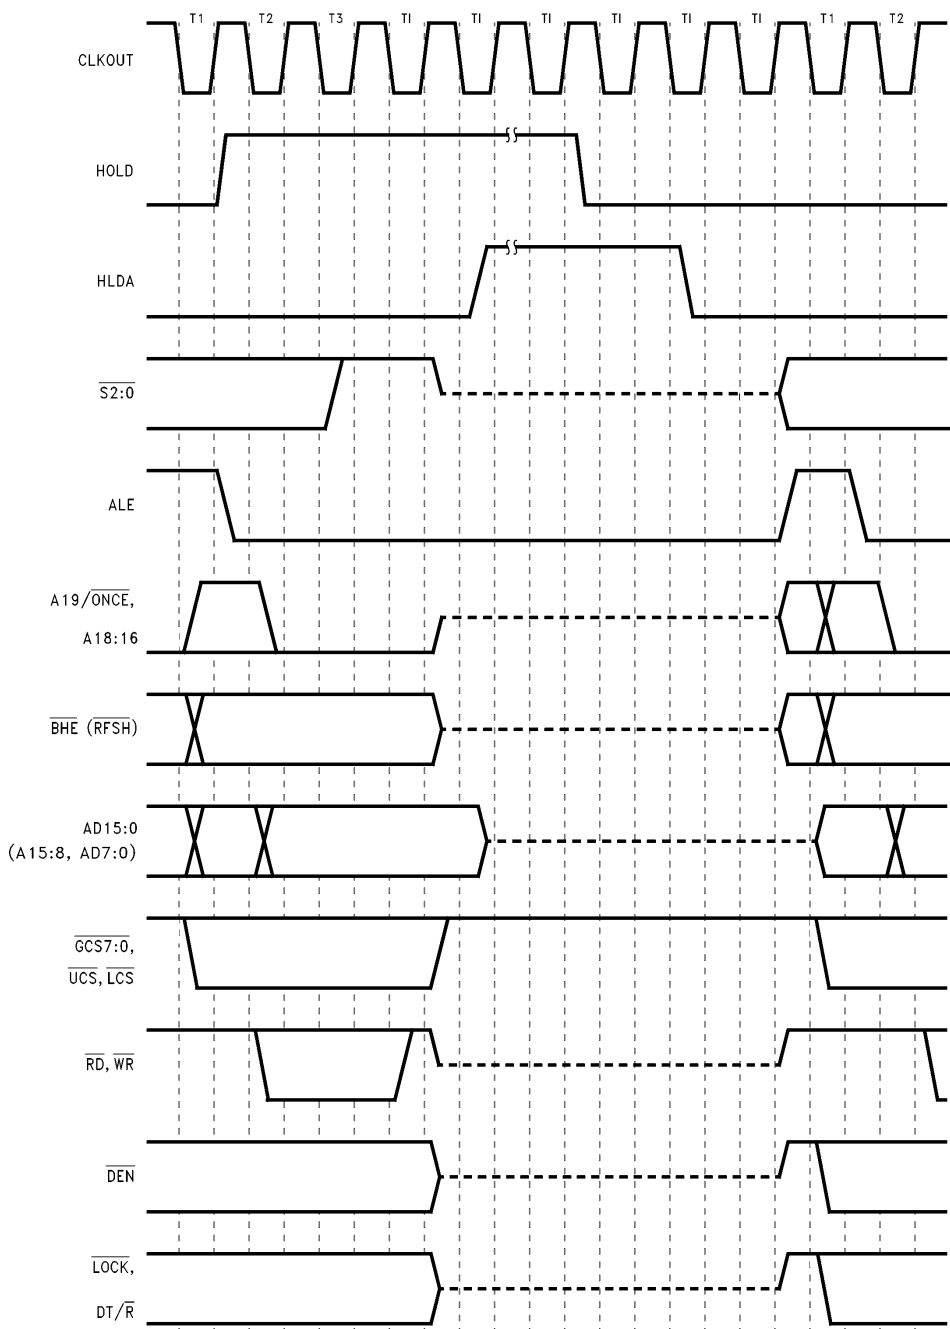 T1 T2 T3 TI TI TI TI TI TI T1 T2
CLKOUT
HOLD
HLDA
S2:0
ALE
A19/ONCE,
A18:16
BHE (RFSH)
AD15:0
(A15:8, AD7:0)
GCS7:0,
UCS, LCS
RD, WR
DEN
LOCK,
DT/R